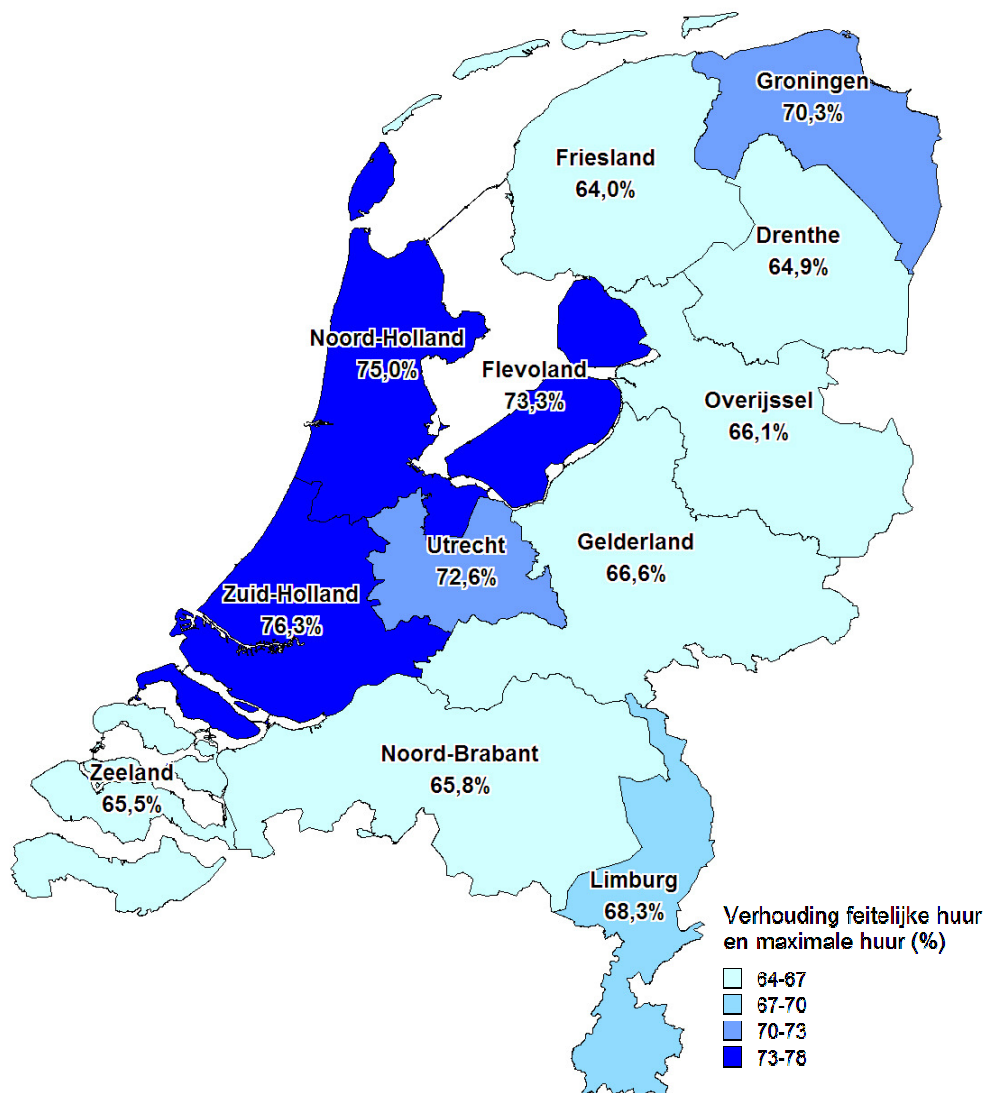 Groningen
70,3%
Friesland
64,0%
Drenthe
64,9%
Noord-Holland
75,0%
Flevoland
73,3%
Overijssel
66,1%
Utrecht
72,6%
Gelderland
66,6%
Zuid-Holland
76,3%
Noord-Brabant
65,8%
Zeeland
65,5%
Limburg
68,3%
Verhouding feitelijke huur
en maximale huur (%)
64-67
67-70
70-73
73-78